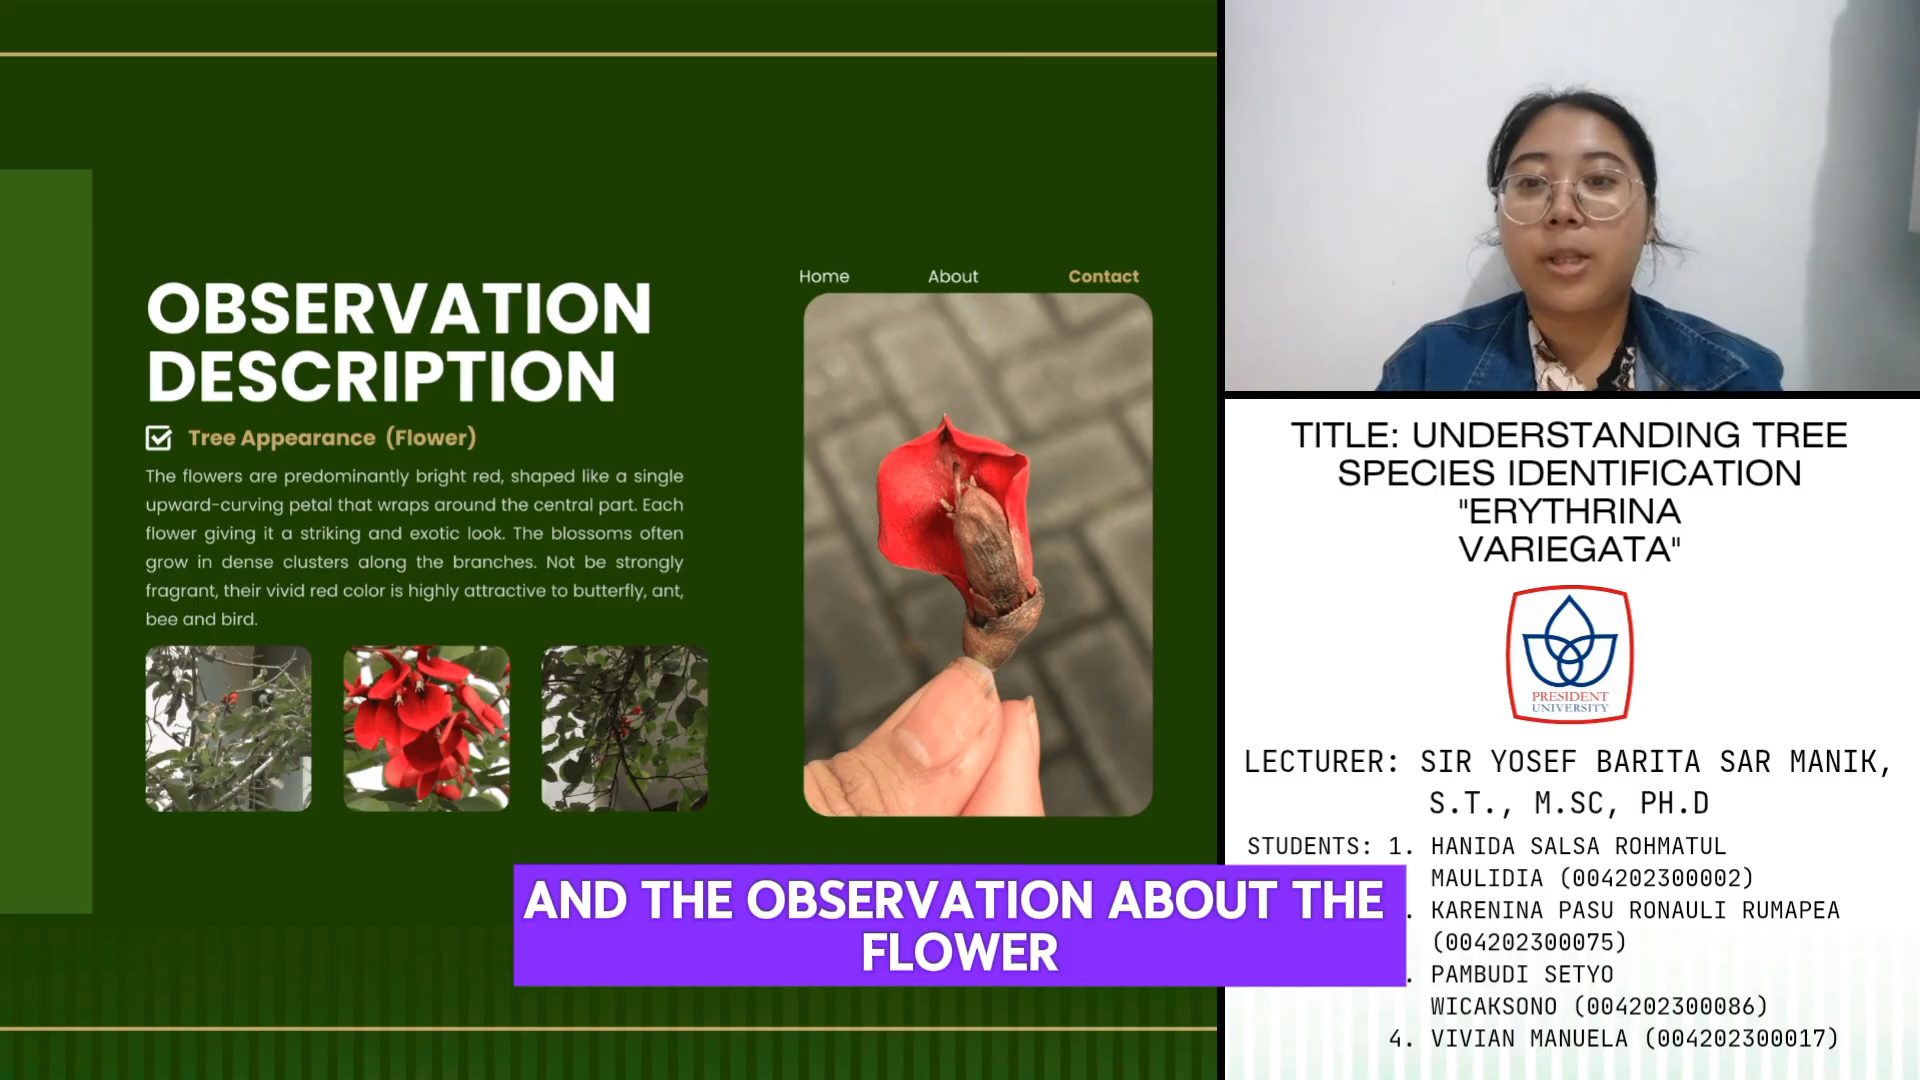 OBSERVATION
DESCRIPTION
Tree Appearance (Flower)
The flowers are predominantly bright red, shaped like a single
upward-curving petal that wraps around the central part. Each
flower giving it a striking and exotic look. The blossoms often
grow in dense clusters along the branches. Not be strongly
fragrant, their vivid red color is highly attractive to butterfly, ant,
bee and bird.
Home About Contact
AND THE OBSERVATION ABOUT THE
FLOWER
TITLE: UNDERSTANDING TREE
SPECIES IDENTIFICATION
"ERYTHRINA
VARIEGATA"
PRESIDENT
UNIVERSITY
LECTURER: SIR YOSEF BARITA SAR MANIK,
S.T., M.SC, PH.D
STUDENTS: 1. HANIDA SALSA ROHMATUL
MAULIDIA (004202300002)
. KARENINA PASU RONAULI RUMAPEA
(004202300075)
. PAMBUDI SETYO
WICAKSONO (004202300086)
4. VIVIAN MANUELA (004202300017)